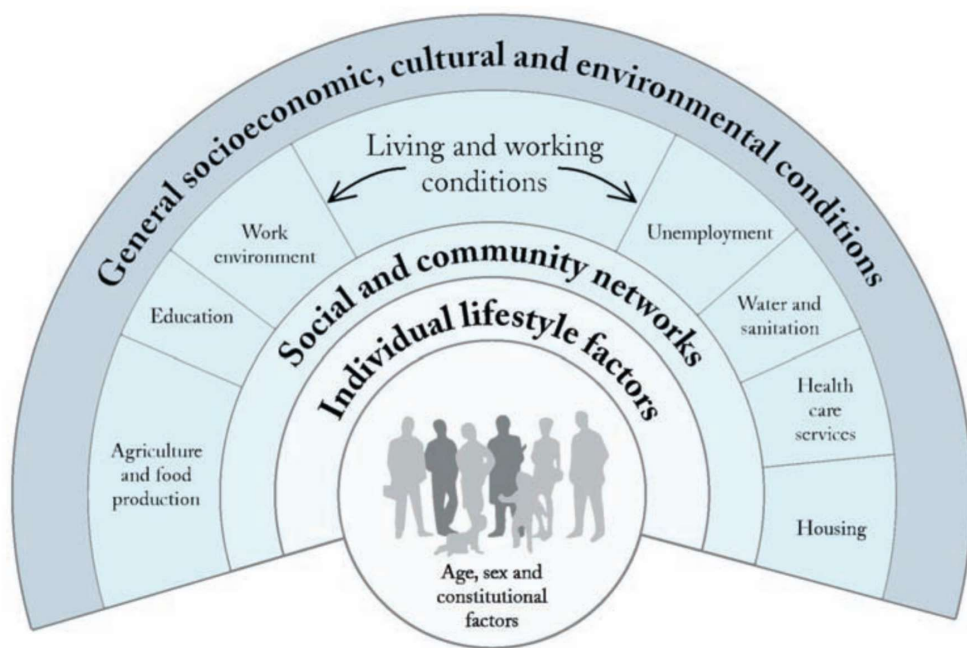 General socioeconomic, cultural and environmental conditions
Living and working
conditions
Work
environment
Unemployment
Education
Water and
sanitation
Agriculture
and food
production
Health
care
services
Housing
Social and community networks
Individual lifestyle factors
Age, sex and
constitutional
factors